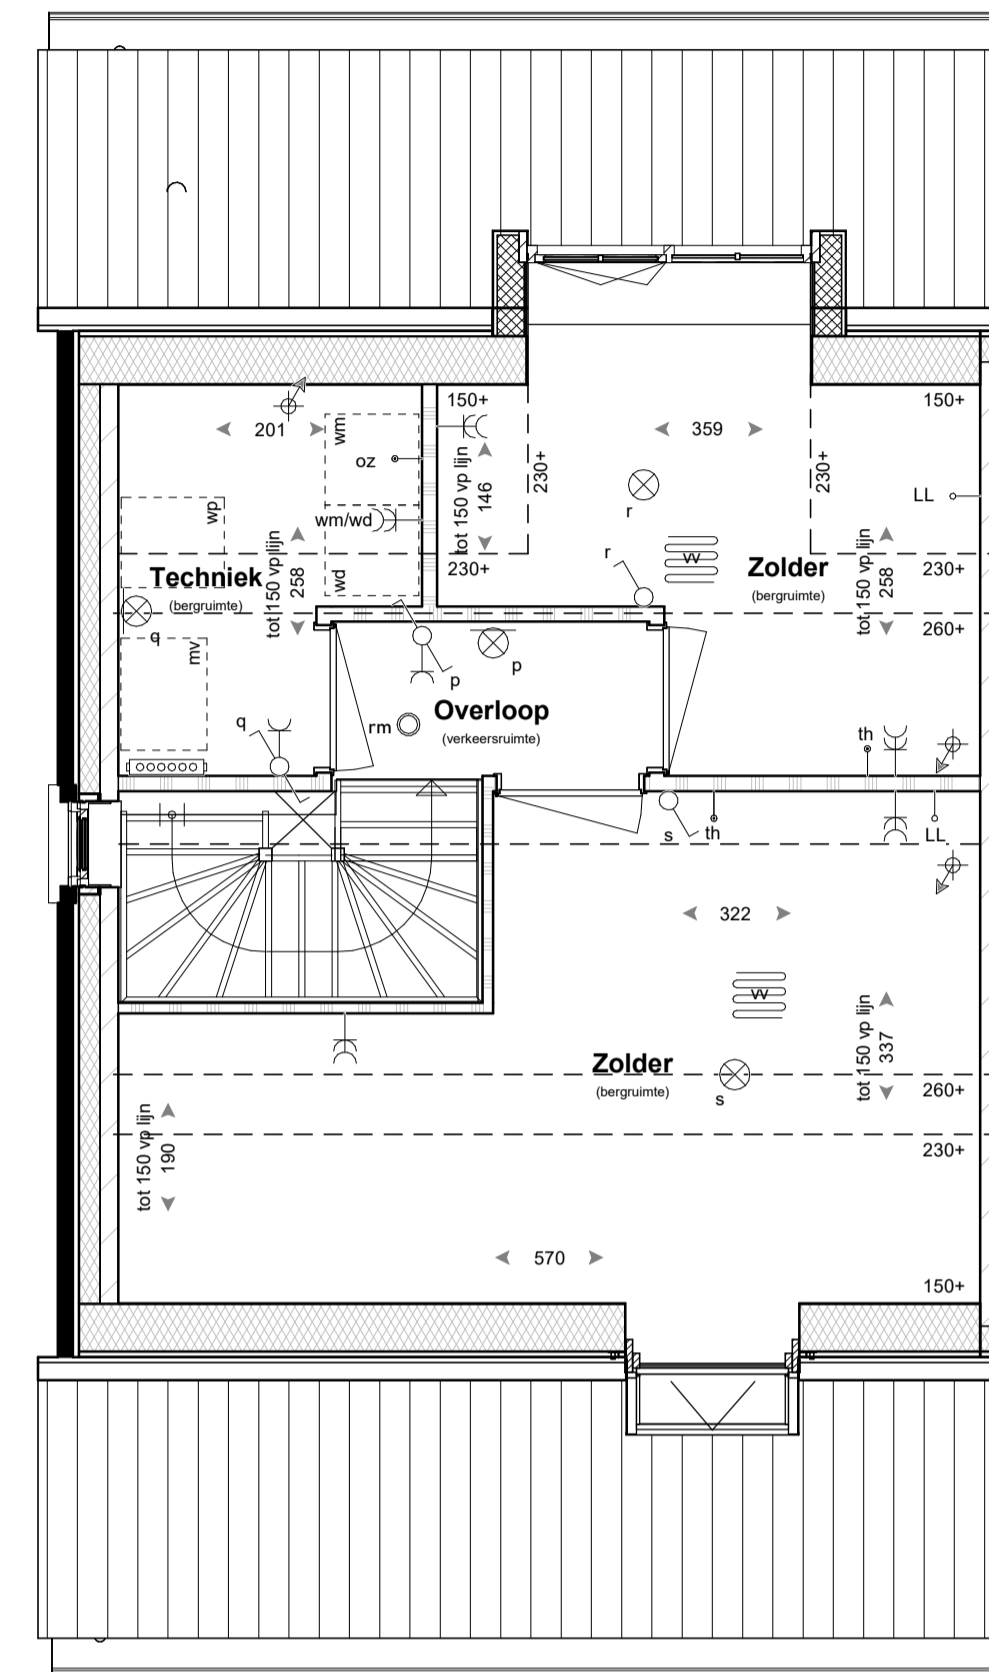 150+
150+
201
wm
359
oz
tot 150 vp lijn
146
230+
230+
r
LL
wp
wm/wd
r
vv
tot 150 vp lijn
258
wd
230+
Techniek
(bergruimte)
Zolder
(bergruimte)
tot 150 vp lijn
258
230+
260+
q
mv
p
p
Overloop
(verkeersruimte)
rm
q
th
s
th
LL
322
vv
tot 150 vp lijn
337
Zolder
(bergruimte)
s
260+
tot 150 vp lijn
190
230+
570
150+